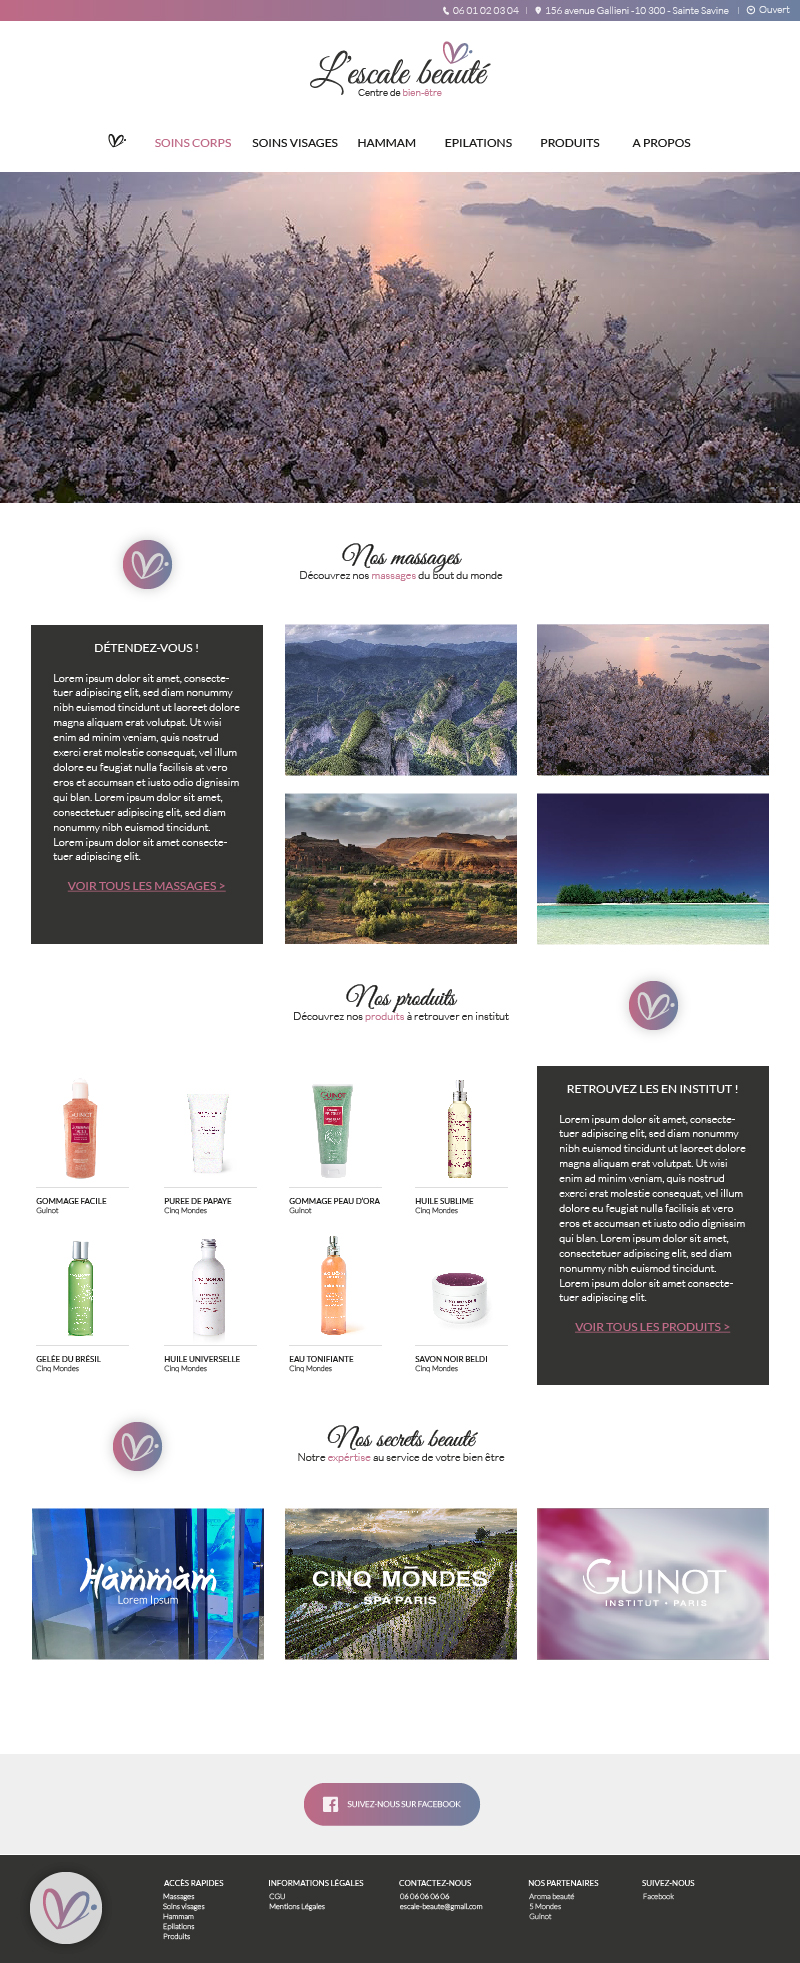 06 01 02 03 04 | 156 avenue Gallieni -10 300 - Sainte Savine | Ouvert
L'escale beauté
Centre de bien-être
SOINS CORPS SOINS VISAGES HAMMAM EPILATIONS PRODUITS A PROPOS
Nos massages
Découvrez nos massages du bout du monde
DÉTENDEZ-VOUS !
Lorem ipsum dolor sit amet, consecte-
tuer adipiscing elit, sed diam nonummy
nibh euismod tincidunt ut laoreet dolore
magna aliquam erat volutpat. Ut wisi
enim ad minim veniam, quis nostrud
exerci erat molestie consequat, vel illum
dolore eu feugiat nulla facilisis at vero
eros et accumsan et iusto odio dignissim
qui blan. Lorem ipsum dolor sit amet,
consectetuer adipiscing elit, sed diam
nonummy nibh euismod tincidunt.
Lorem ipsum dolor sit amet consecte-
tuer adipiscing elit.
VOIR TOUS LES MASSAGES >
Nos produits
Découvrez nos produits à retrouver en institut
GUINOT
GUINOT
GOMMAGE FACILE
Guinot
PUREE DE PAPAYE
Cinq Mondes
GOMMAGE PEAU D'ORA
Guinot
HUILE SUBLIME
Cinq Mondes
GELÉE DU BRÉSIL
Cinq Mondes
HUILE UNIVERSELLE
Cinq Mondes
EAU TONIFIANTE
Cinq Mondes
SAVON NOIR BELDI
Cinq Mondes
RETROUVEZ LES EN INSTITUT !
Lorem ipsum dolor sit amet, consecte-
tuer adipiscing elit, sed diam nonummy
nibh euismod tincidunt ut laoreet dolore
magna aliquam erat volutpat. Ut wisi
enim ad minim veniam, quis nostrud
exerci erat molestie consequat, vel illum
dolore eu feugiat nulla facilisis at vero
eros et accumsan et iusto odio dignissim
qui blan. Lorem ipsum dolor sit amet,
consectetuer adipiscing elit, sed diam
nonummy nibh euismod tincidunt.
Lorem ipsum dolor sit amet consecte-
tuer adipiscing elit.
VOIR TOUS LES PRODUITS >
Nos secrets beauté
Notre expértise au service de votre bien être
Hàmmàm
Lorem Ipsum
CINQ MONDES
SPA PARIS
GUINOT
INSTITUT • PARIS
SUIVEZ-NOUS SUR FACEBOOK
ACCÈS RAPIDES
Massages
Soins visages
Hammam
Epilations
Produits
INFORMATIONS LÉGALES
CGU
Mentions Légales
CONTACTEZ-NOUS
06 06 06 06 06
escale-beaute@gmail.com
NOS PARTENAIRES
Aroma beauté
5 Mondes
Guinot
SUIVEZ-NOUS
Facebook